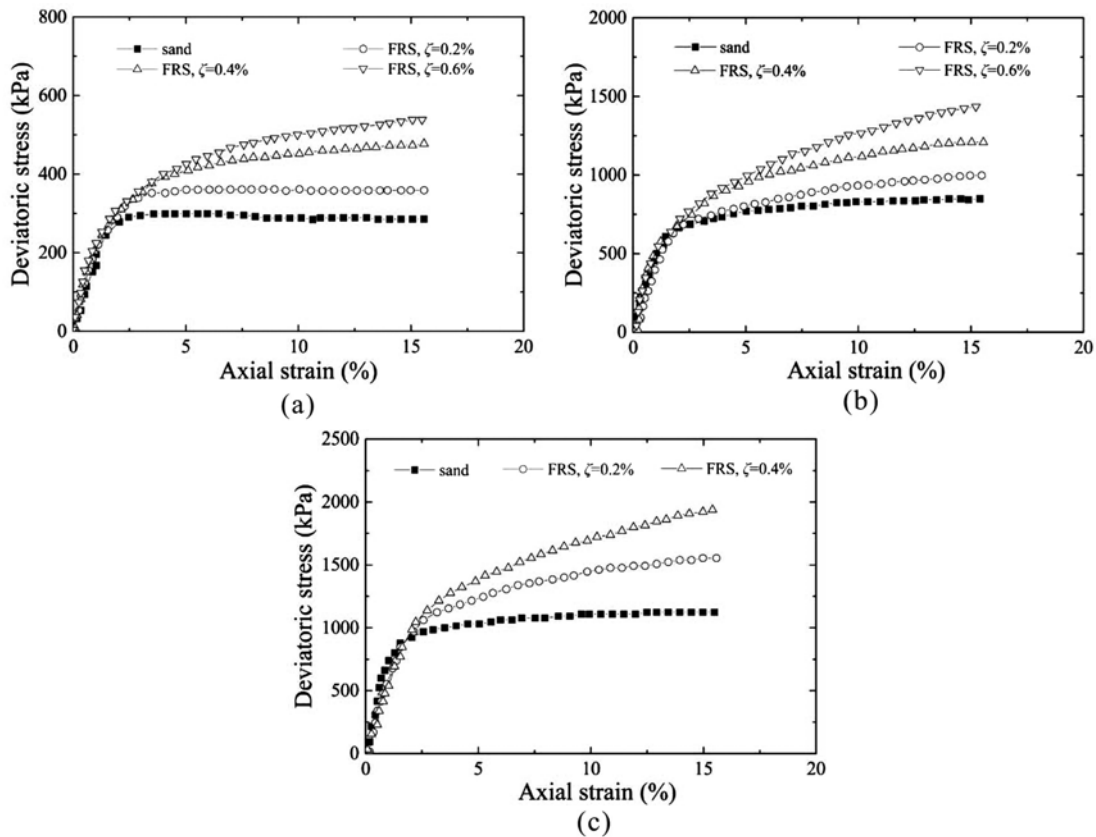 800
600
400
200
0
Deviatoric stress (kPa)
sand
FRS, ζ=0.2%
FRS, ζ=0.4%
FRS, ζ=0.6%
0 5 10 15 20
Axial strain (%)
(a)
2000
1500
1000
500
0
Deviatoric stress (kPa)
sand
FRS, ζ=0.2%
FRS, ζ=0.4%
FRS, ζ=0.6%
0 5 10 15 20
Axial strain (%)
(b)
2500
2000
1500
1000
500
0
Deviatoric stress (kPa)
sand
FRS, ζ=0.2%
FRS, ζ=0.4%
0 5 10 15 20
Axial strain (%)
(c)